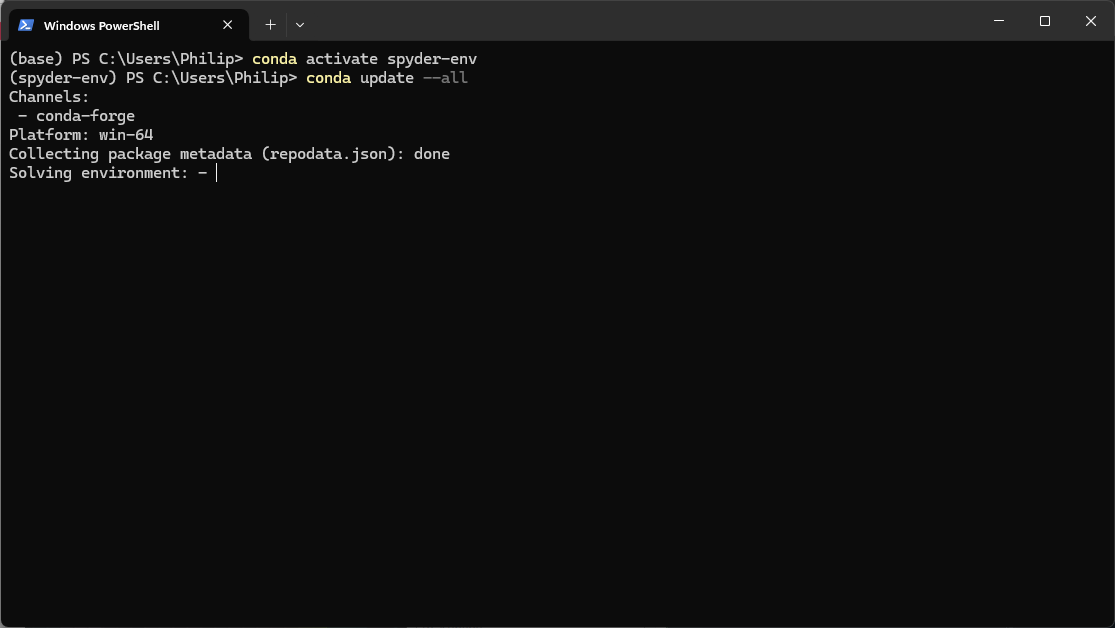 Windows PowerShell
(base) PS C:\Users\Philip> conda activate spyder-env
(spyder-env) PS C:\Users\Philip> conda update --all
Channels:
 - conda-forge
Platform: win-64
Collecting package metadata (repodata.json): done
Solving environment: -